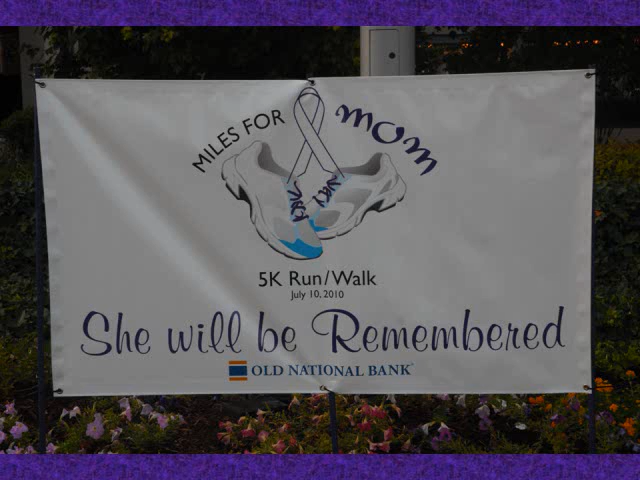 MILES FOR MOM
5K Run/Walk
July 10, 2010
She will be Remembered
OLD NATIONAL BANK